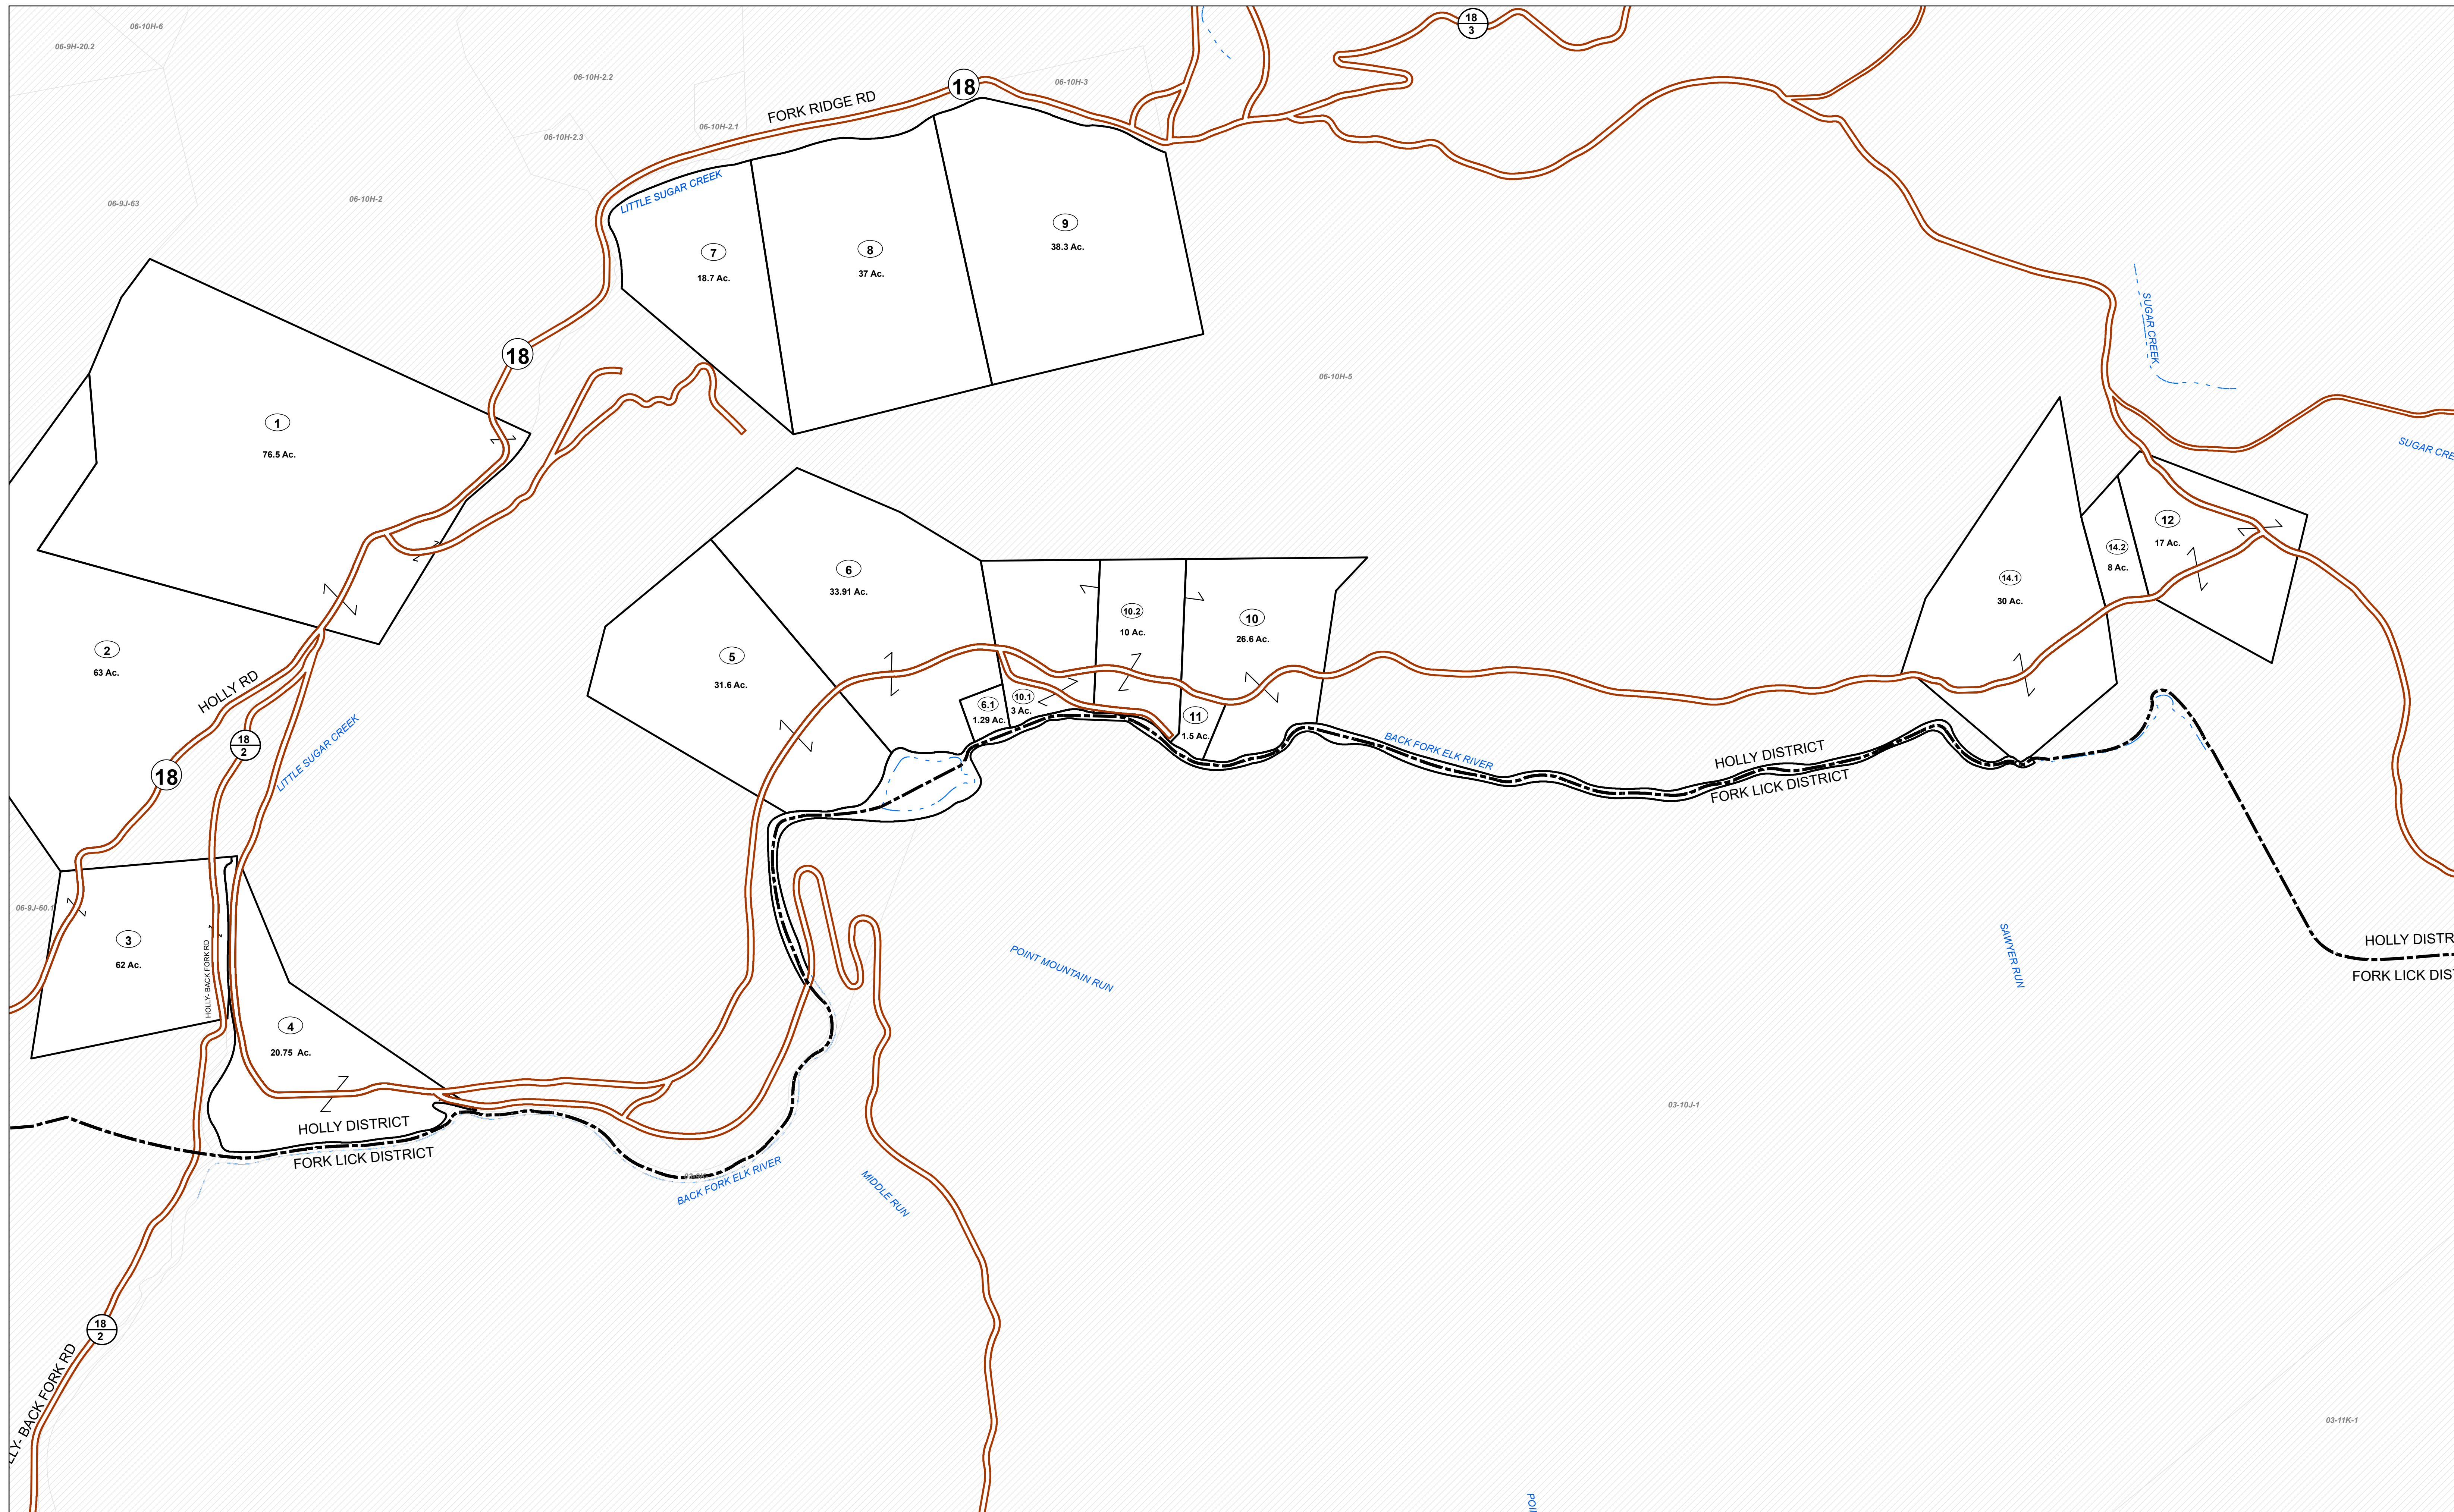 06-10H-6
06-9H-20.2
06-10H-2.2
06-10H-3
18
3
18
FORK RIDGE RD
06-10H-2.1
06-10H-2.3
06-9J-63
06-10H-2
LITTLE SUGAR CREEK
7
18.7 Ac.
8
37 Ac.
9
38.3 Ac.
SUGAR CREEK
18
06-10H-5
1
76.5 Ac.
SUGAR CRE
12
17 Ac.
14.2
8 Ac.
14.1
30 Ac.
6
33.91 Ac.
10.2
10 Ac.
10
26.6 Ac.
2
63 Ac.
5
31.6 Ac.
HOLLY RD
6.1
1.29 Ac.
10.1
3 Ac.
11
1.5 Ac.
18
2
LITTLE SUGAR CREEK
18
BACK FORK ELK RIVER
HOLLY DISTRICT
FORK LICK DISTRICT
06-9J-60.1
3
62 Ac.
HOLLY- BACK FORK RD
POINT MOUNTAIN RUN
SAWYER RUN
HOLLY DISTR
FORK LICK DIS
4
20.75 Ac.
HOLLY DISTRICT
FORK LICK DISTRICT
03-10J-1
BACK FORK ELK RIVER
MIDDLE RUN
18
2
LLY- BACK FORK RD
03-11K-1
POI